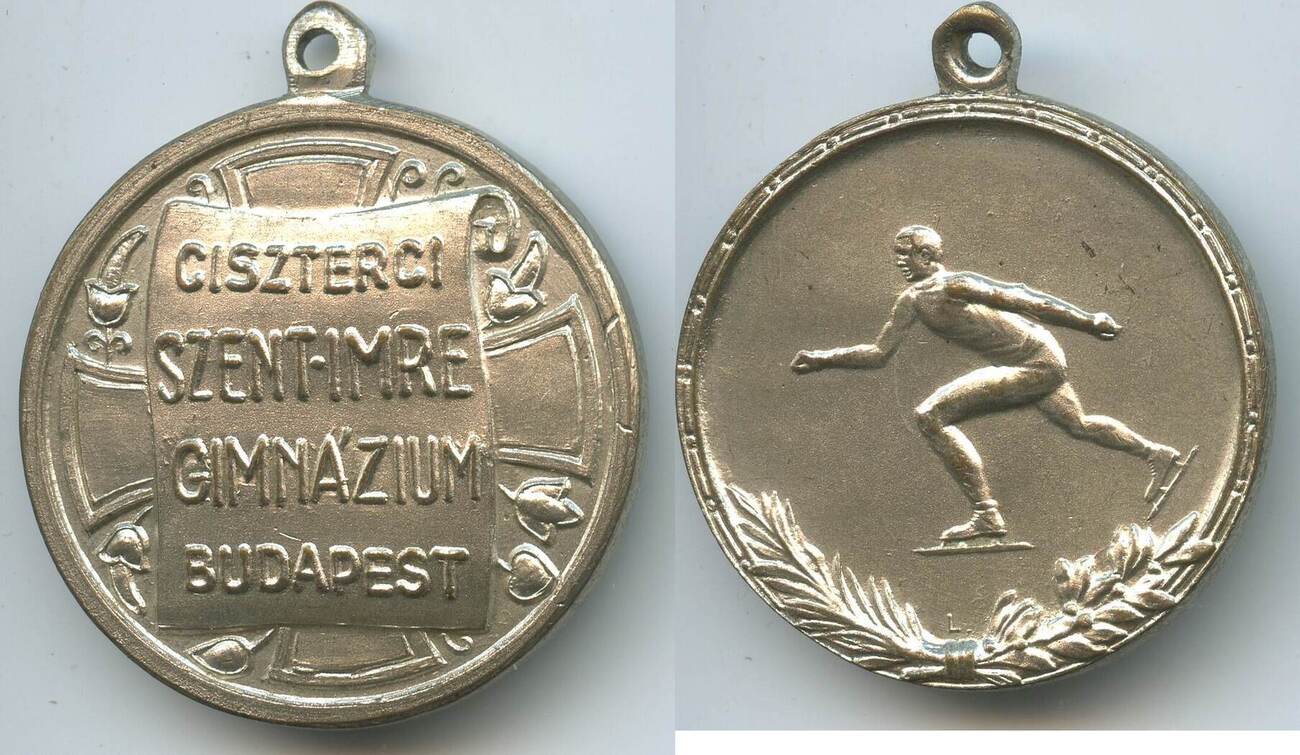 CISZTERCI
SZENT·IMRE
GIMNÁZIUM
BUDAPEST
L.